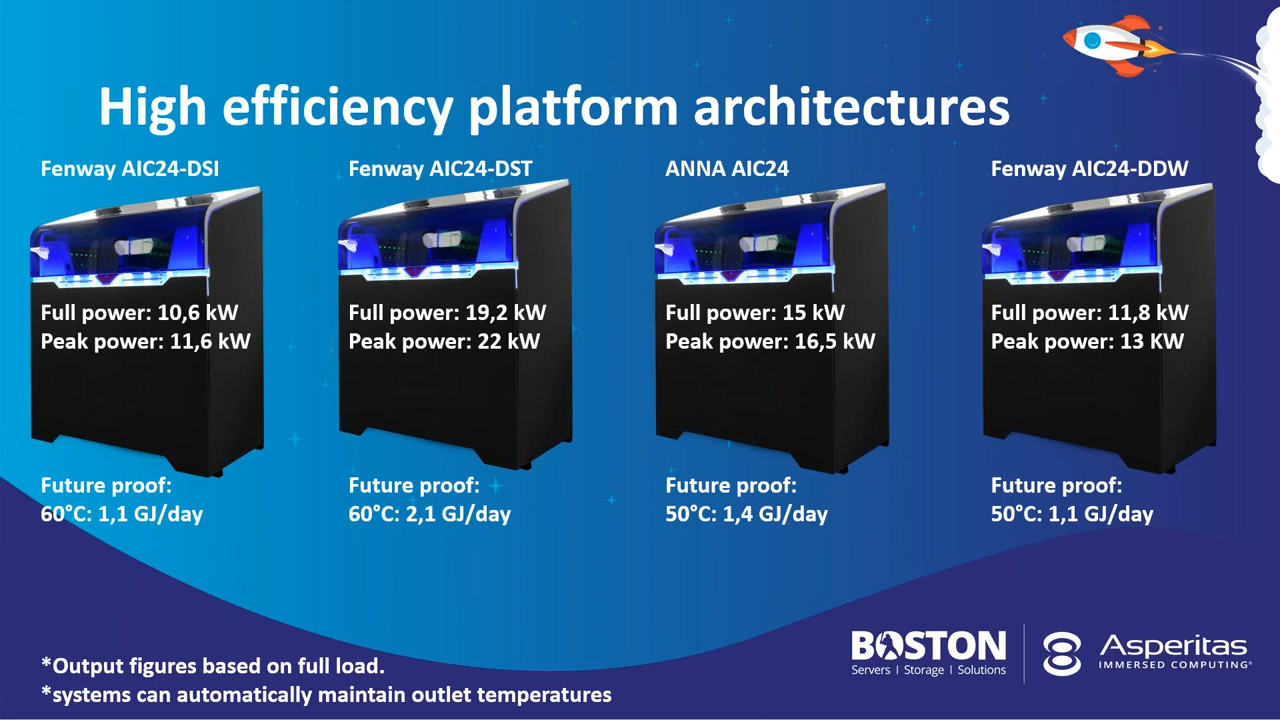 High efficiency platform architectures
Fenway AIC24-DSI
Full power: 10,6 kW
Peak power: 11,6 kW
Future proof:
60°C: 1,1 GJ/day
Fenway AIC24-DST
Full power: 19,2 kW
Peak power: 22 kW
Future proof:
60°C: 2,1 GJ/day
ANNA AIC24
Full power: 15 kW
Peak power: 16,5 kW
Future proof:
50°C: 1,4 GJ/day
Fenway AIC24-DDW
Full power: 11,8 kW
Peak power: 13 KW
Future proof:
50°C: 1,1 GJ/day
*Output figures based on full load.
*systems can automatically maintain outlet temperatures
BOSTON
Servers | Storage | Solutions
Asperitas
IMMERSED COMPUTING®